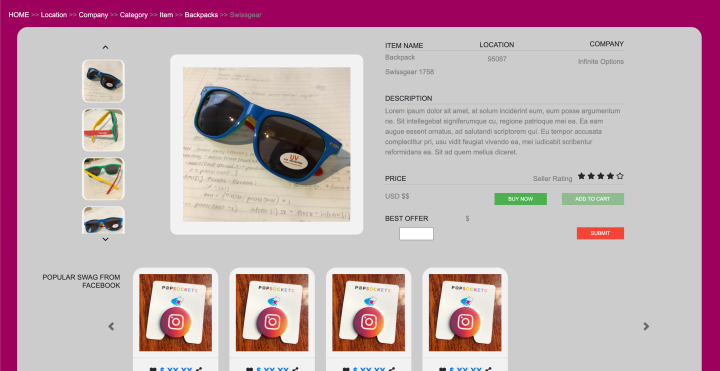 HOME >> Location >> Company >> Category >> Item >> Backpacks >> Swissgear
ITEM NAME
LOCATION
COMPANY
Backpack
95087
Infinite Options
Swissgear 1758
DESCRIPTION
Lorem ipsum dolor sit amet, at solum inciderint eum, eum posse argumentum
ne. Sit intellegebat signiferumque cu, regione patrioque mei ea. Ea eam
augue essent ornatus, ad salutandi scriptorem qui. Eu tempor accusata
complectitur pri, usu vidit feugiat vivendo ea, mei iudicabit scribentur
reformidans ea. Sit ad quem melius diceret.
PRICE
Seller Rating
USD $$
BUY NOW
ADD TO CART
BEST OFFER
$
SUBMIT
UV
POPULAR SWAG FROM
FACEBOOK
POPSOCKETS
POPSOCKETS
POPSOCKETS
POPSOCKETS
$ XX.XX
$ XX.XX
$ XX.XX
$ XX.XX